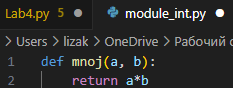 Lab4.py 5 module_int.py
> Users > lizak > OneDrive > Рабочий
1 def mnoj(a, b):
2 return a*b